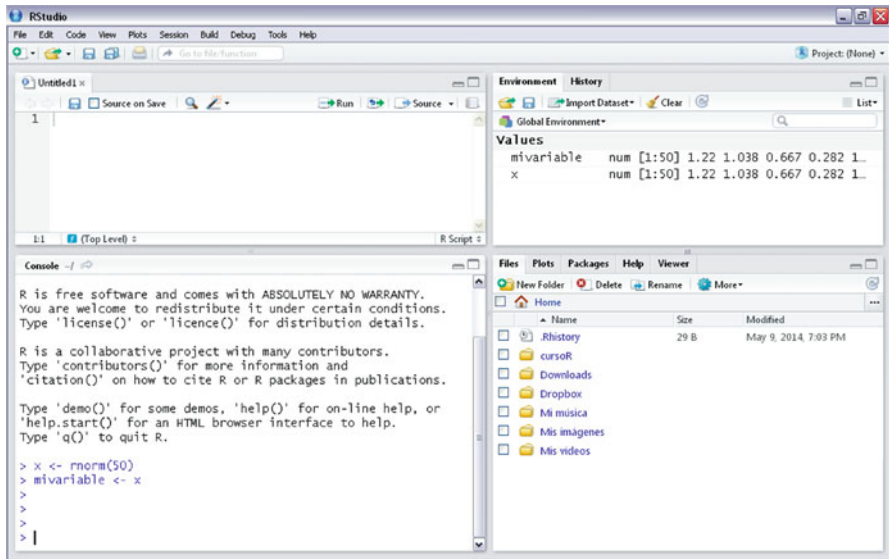 RStudio
File Edit Code View Plots Session Build Debug Tools Help
Go to file/function
Project: (None)
Untitled1
Source on Save
Run
Source
1
1:1
(Top Level)
R Script
Environment History
Import Dataset
Clear
List
Global Environment
Values
mivariable num [1:50] 1.22 1.038 0.667 0.282 1…
x num [1:50] 1.22 1.038 0.667 0.282 1…
Console ~/
R is free software and comes with ABSOLUTELY NO WARRANTY.
You are welcome to redistribute it under certain conditions.
Type 'license()' or 'licence()' for distribution details.
R is a collaborative project with many contributors.
Type 'contributors()' for more information and
'citation()' on how to cite R or R packages in publications.
Type 'demo()' for some demos, 'help()' for on-line help, or
'help.start()' for an HTML browser interface to help.
Type 'q()' to quit R.
> x <- rnorm(50)
> mivariable <- x
>
>
>
>
Files Plots Packages Help Viewer
New Folder Delete Rename More
Home
Name Size Modified
.Rhistory 29 B May 9, 2014, 7:03 PM
cursoR
Downloads
Dropbox
Mi música
Mis imágenes
Mis videos